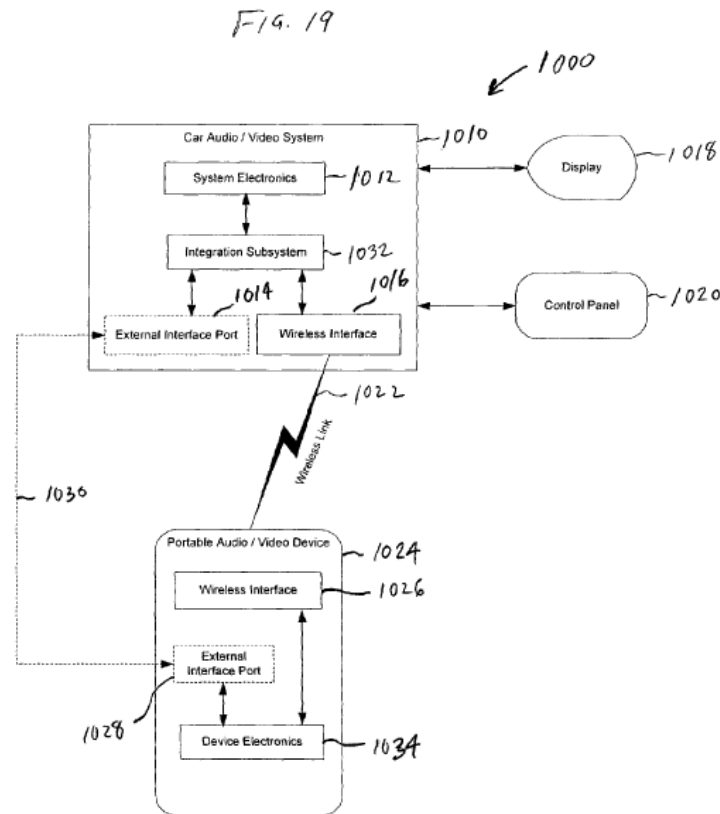 FIG. 19
1000
Car Audio / Video System
1010
System Electronics
1012
Display
1018
Integration Subsystem
1032
1014
1016
External Interface Port
Wireless Interface
Control Panel
1020
1022
Wireless Link
1030
Portable Audio / Video Device
1024
Wireless Interface
1026
External
Interface Port
1028
Device Electronics
1034